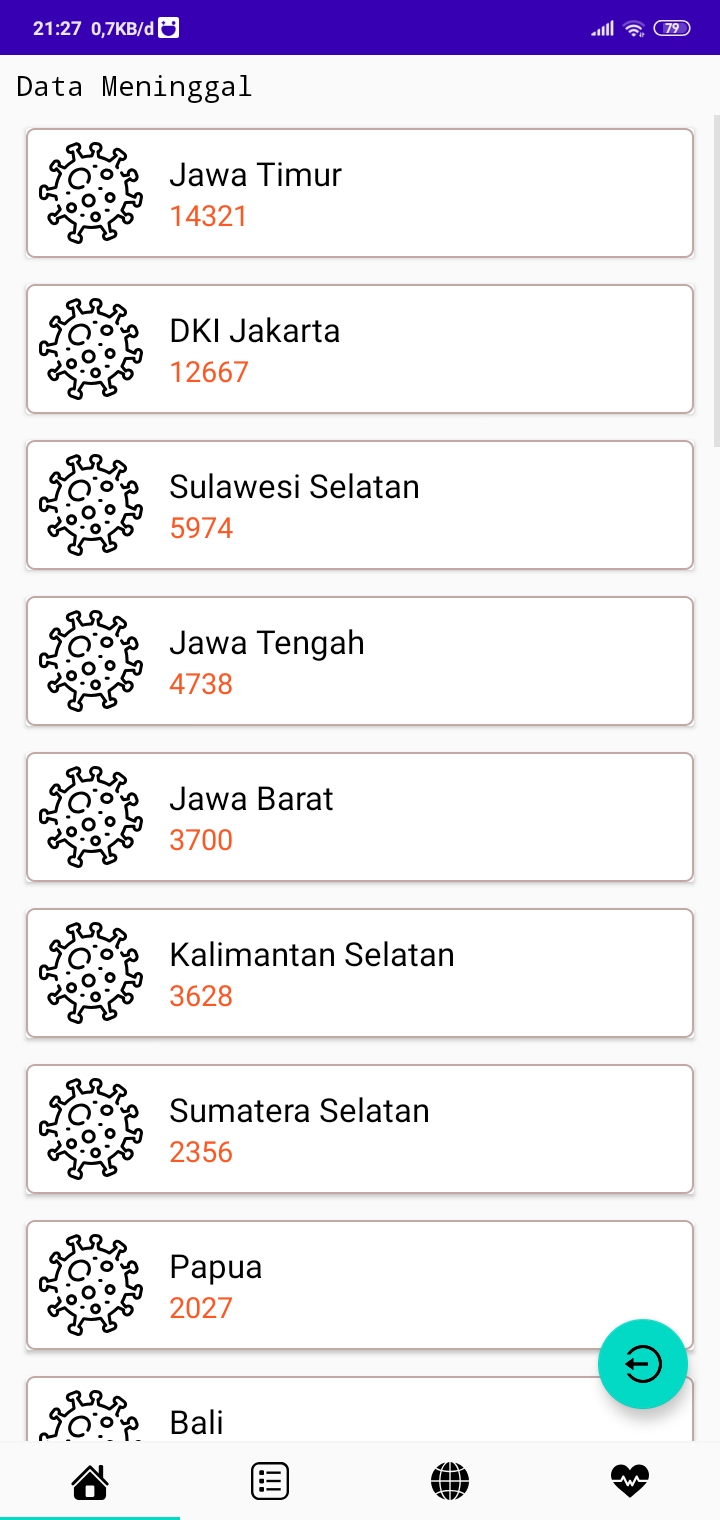 21:27 0,7KB/d 79
Data Meninggal
Jawa Timur
14321
DKI Jakarta
12667
Sulawesi Selatan
5974
Jawa Tengah
4738
Jawa Barat
3700
Kalimantan Selatan
3628
Sumatera Selatan
2356
Papua
2027
Bali